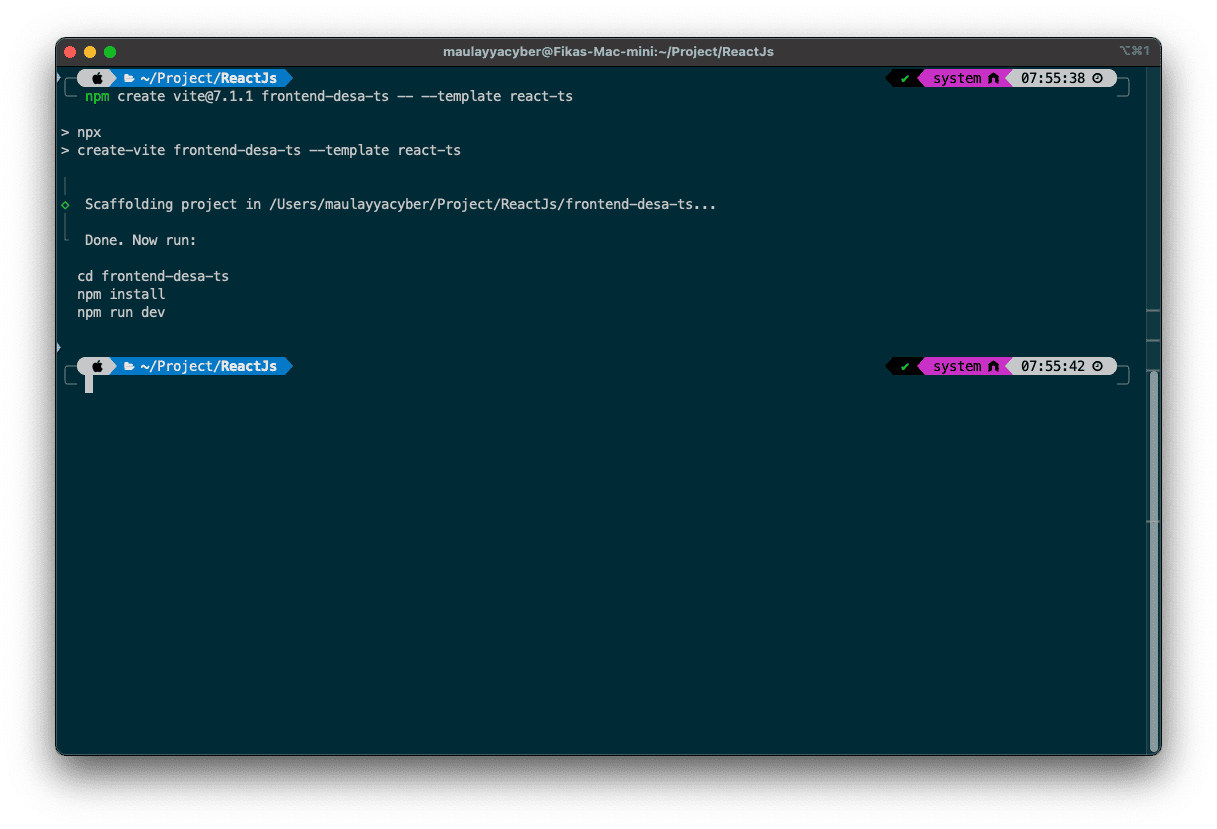 maulayyacyber@Fikas-Mac-mini:~/Project/ReactJs
⌥⌘1
~/Project/ReactJs
✔ system 07:55:38
npm create vite@7.1.1 frontend-desa-ts -- --template react-ts
> npx
> create-vite frontend-desa-ts --template react-ts
Scaffolding project in /Users/maulayyacyber/Project/ReactJs/frontend-desa-ts...
Done. Now run:
cd frontend-desa-ts
npm install
npm run dev
~/Project/ReactJs
✔ system 07:55:42